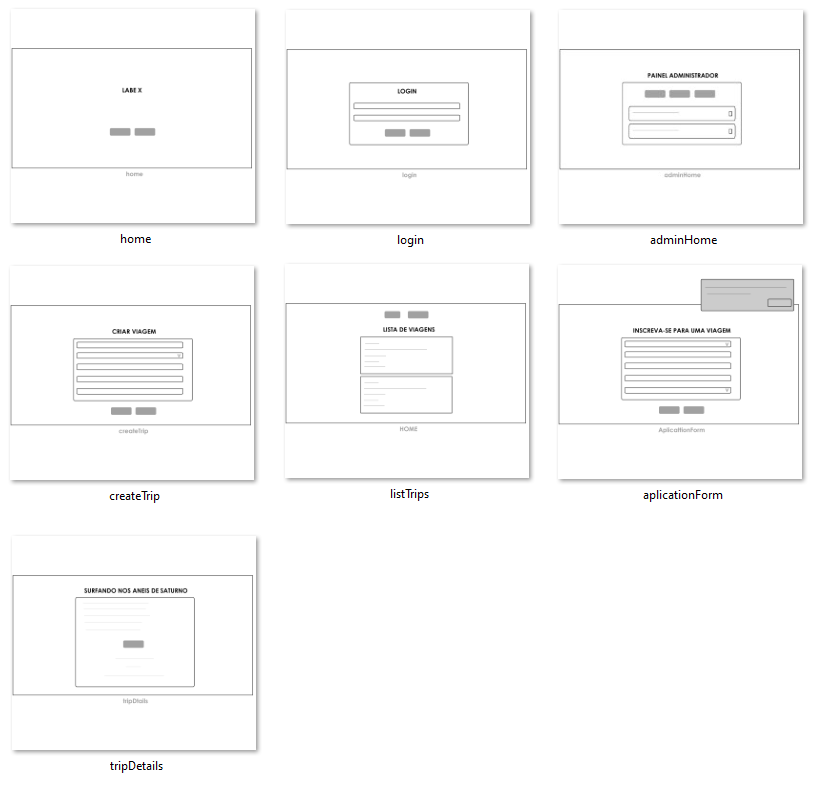 LABE X
home
home
LOGIN
login
login
PAINEL ADMINISTRADOR
adminHome
adminHome
CRIAR VIAGEM
createTrip
createTrip
LISTA DE VIAGENS
HOME
listTrips
INSCREVA-SE PARA UMA VIAGEM
AplicattionForm
aplicationForm
SURFANDO NOS ANEIS DE SATURNO
tripDtails
tripDetails